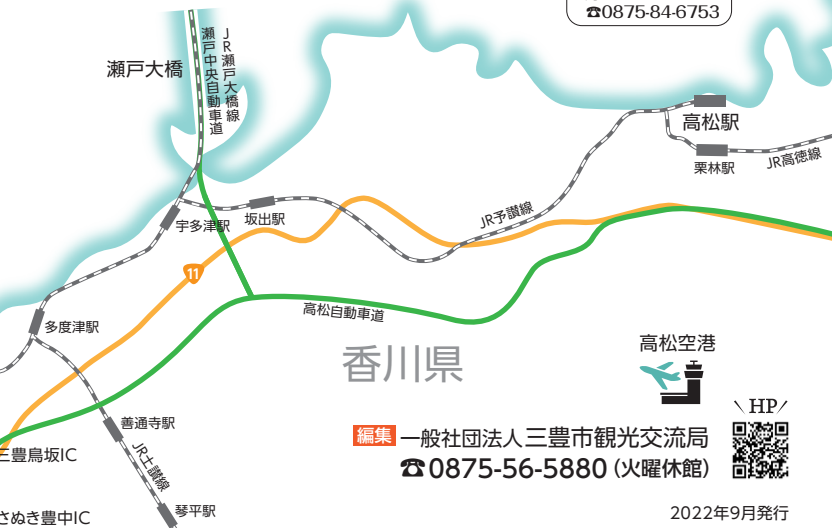 ☎0875-84-6753
瀬戸大橋
JR瀬戸大橋線
瀬戸中央自動車道
高松駅
栗林駅
JR高徳線
坂出駅
宇多津駅
JR予讃線
11
高松自動車道
多度津駅
香川県
高松空港
善通寺駅
JR土讃線
琴平駅
三豊鳥坂IC
さぬき豊中IC
HP
編集 一般社団法人三豊市観光交流局
☎0875-56-5880(火曜休館)
2022年9月発行